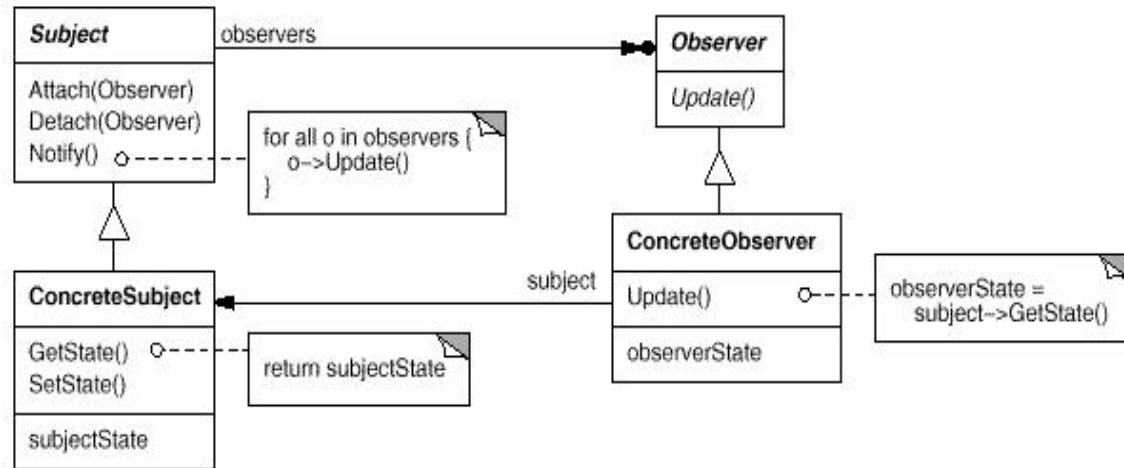 Subject
observers
Observer
Attach(Observer)
Detach(Observer)
Notify()
for all o in observers {
o->Update()
}
Update()
ConcreteSubject
GetState()
SetState()
subjectState
return subjectState
subject
ConcreteObserver
Update()
observerState
observerState =
subject->GetState()